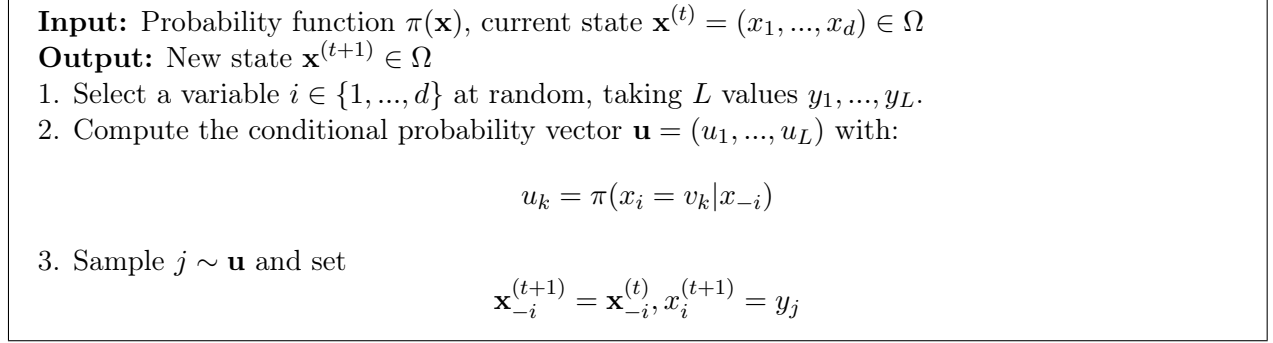 Input: Probability function π(x), current state x^{(t)} = (x_1, ..., x_d) ∈ Ω
Output: New state x^{(t+1)} ∈ Ω
1. Select a variable i ∈ {1, ..., d} at random, taking L values y_1, ..., y_L.
2. Compute the conditional probability vector u = (u_1, ..., u_L) with:
u_k = π(x_i = v_k|x_{-i})
3. Sample j ∼ u and set
x_{-i}^{(t+1)} = x_{-i}^{(t)}, x_i^{(t+1)} = y_j